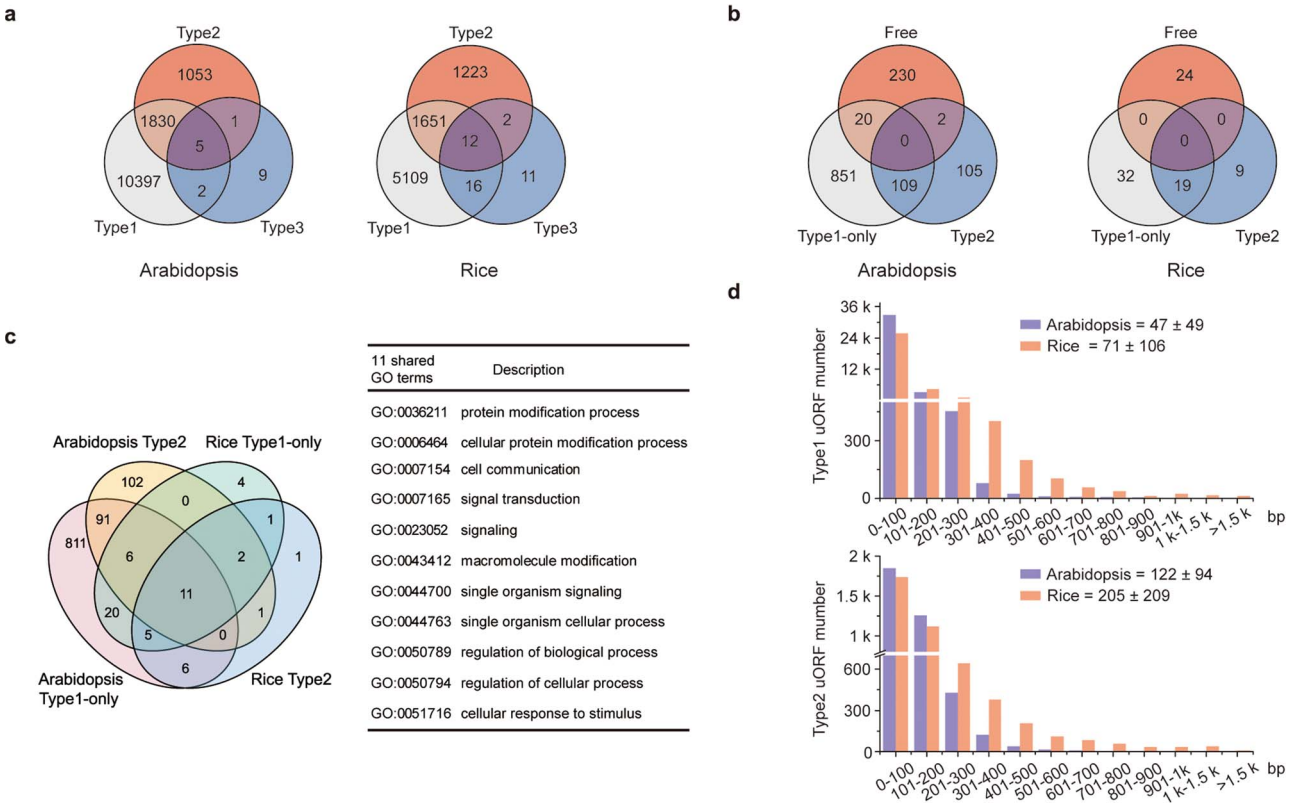 a
Type2
1053
1830
1
5
10397
2
9
Type1
Type3
Arabidopsis
Type2
1223
1651
2
12
5109
16
11
Type1
Type3
Rice
b
Free
230
20
2
0
851
109
105
Type1-only
Type2
Arabidopsis
Free
24
0
0
0
32
19
9
Type1-only
Type2
Rice
c
Arabidopsis Type2
Rice Type1-only
102
4
0
91
1
811
6
2
1
11
20
1
5
0
6
Arabidopsis
Type1-only
Rice Type2
11 shared
GO terms
Description
GO:0036211 protein modification process
GO:0006464 cellular protein modification process
GO:0007154 cell communication
GO:0007165 signal transduction
GO:0023052 signaling
GO:0043412 macromolecule modification
GO:0044700 single organism signaling
GO:0044763 single organism cellular process
GO:0050789 regulation of biological process
GO:0050794 regulation of cellular process
GO:0051716 cellular response to stimulus
d
Type1 uORF mumber
36 k
24 k
12 k
300
0
Arabidopsis = 47 ± 49
Rice = 71 ± 106
0-100
101-200
201-300
301-400
401-500
501-600
601-700
701-800
801-900
901-1k
1 k-1.5 k
>1.5 k
bp
Type2 uORF mumber
2 k
1.5 k
1 k
600
300
0
Arabidopsis = 122 ± 94
Rice = 205 ± 209
0-100
101-200
201-300
301-400
401-500
501-600
601-700
701-800
801-900
901-1k
1 k-1.5 k
>1.5 k
bp